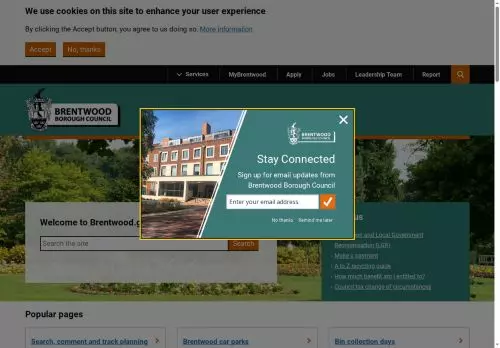 We use cookies on this site to enhance your user experience
By clicking the Accept button, you agree to us doing so. More information
Accept
No, thanks
Services
MyBrentwood
Apply
Jobs
Leadership Team
Report
BRENTWOOD
BOROUGH COUNCIL
BRENTWOOD
BOROUGH COUNCIL
Stay Connected
Sign up for email updates from
Brentwood Borough Council
Enter your email address
No thanks
Remind me later
Welcome to Brentwood.g
Search the site
Search
us
and Local Government
Reorganisation (LGR)
Make a payment
A to Z recycling guide
How much benefit am I entitled to?
Council tax change of circumstances
Popular pages
Search, comment and track planning
Brentwood car parks
Bin collection days